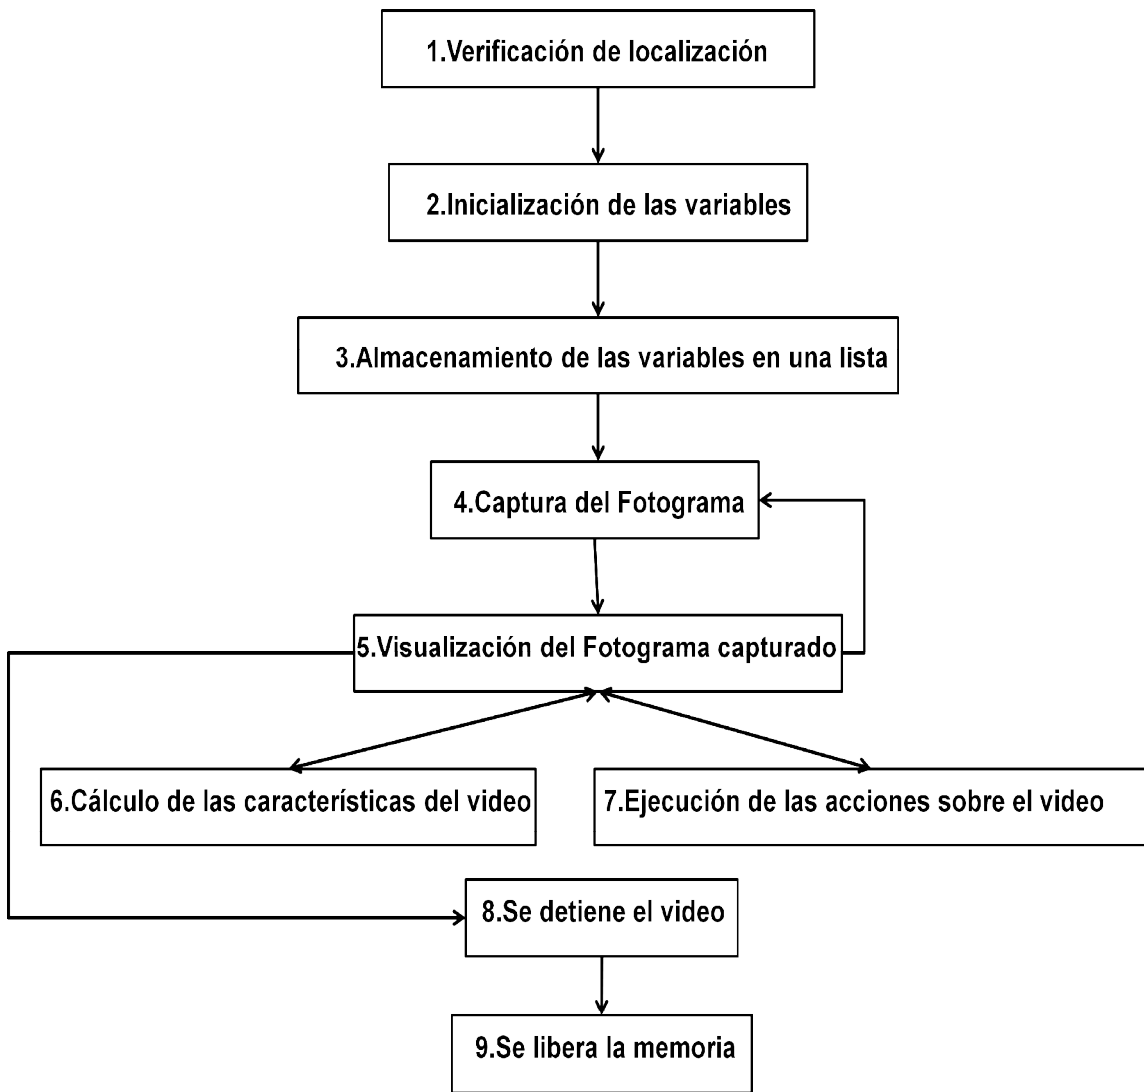 1.Verificación de localización
2.Inicialización de las variables
3.Almacenamiento de las variables en una lista
4.Captura del Fotograma
5.Visualización del Fotograma capturado
6.Cálculo de las características del video
7.Ejecución de las acciones sobre el video
8.Se detiene el video
9.Se libera la memoria